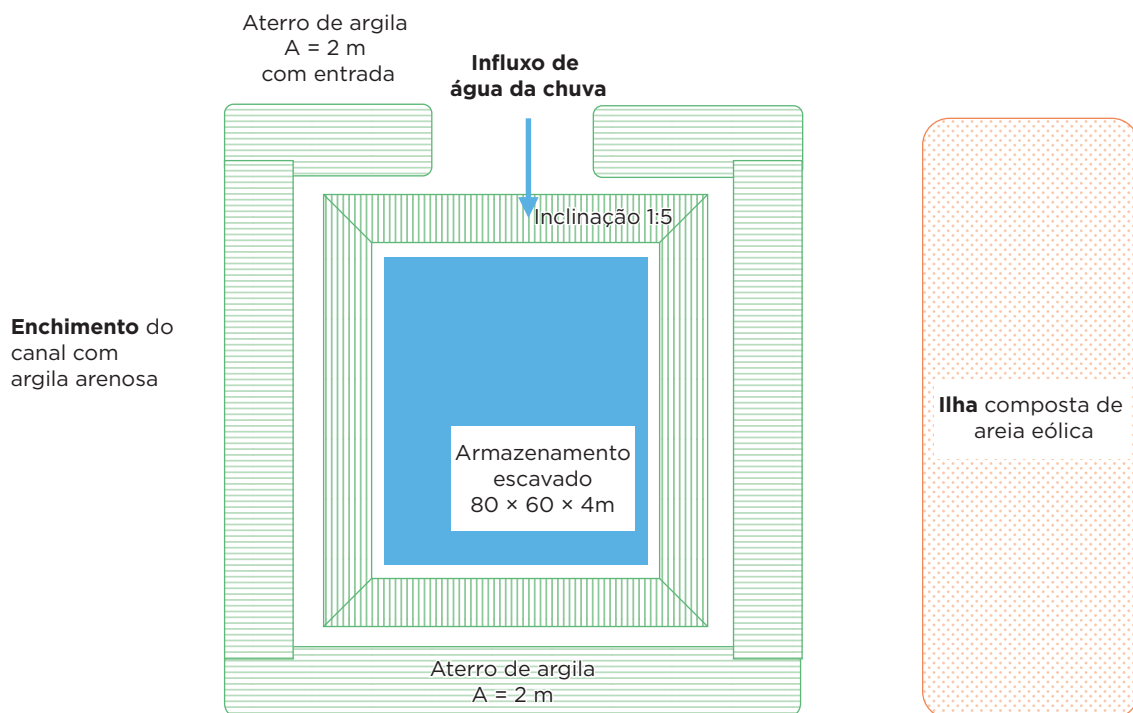 Aterro de argila
A = 2 m
com entrada
Influxo de
água da chuva
Inclinação 1:5
Enchimento do
canal com
argila arenosa
Armazenamento
escavado
80 × 60 × 4m
Ilha composta de
areia eólica
Aterro de argila
A = 2 m